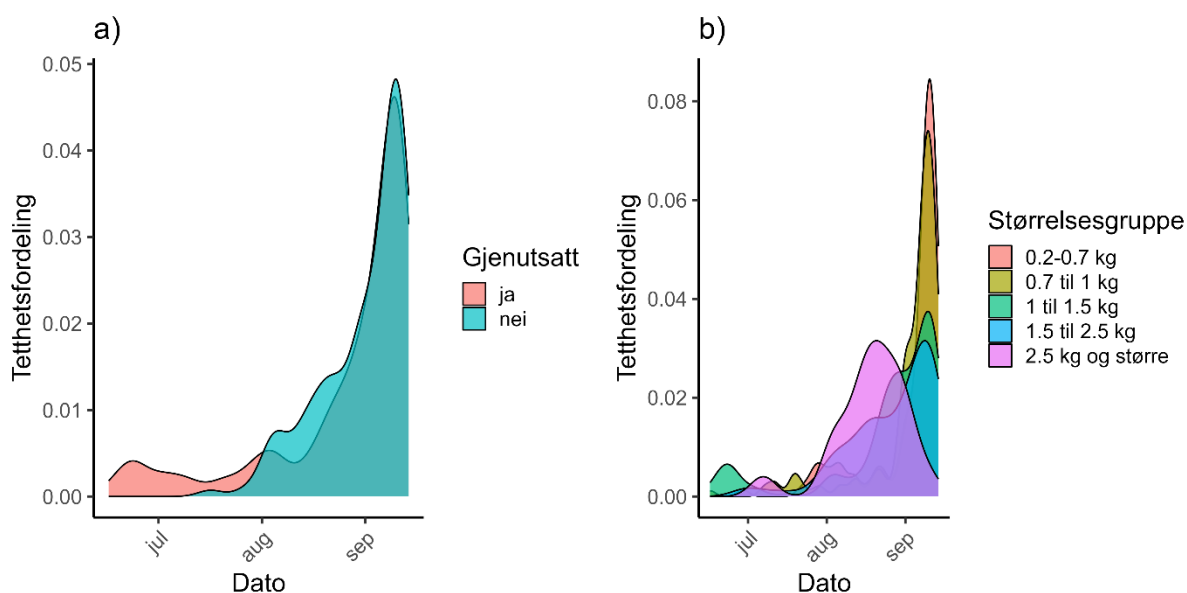 a)
Tetthetsfordeling
0.05
0.04
0.03
0.02
0.01
0.00
jul
aug
sep
Dato
Gjenutsatt
ja
nei
b)
Tetthetsfordeling
0.08
0.06
0.04
0.02
0.00
jul
aug
sep
Dato
Størrelsesgruppe
0.2-0.7 kg
0.7 til 1 kg
1 til 1.5 kg
1.5 til 2.5 kg
2.5 kg og større